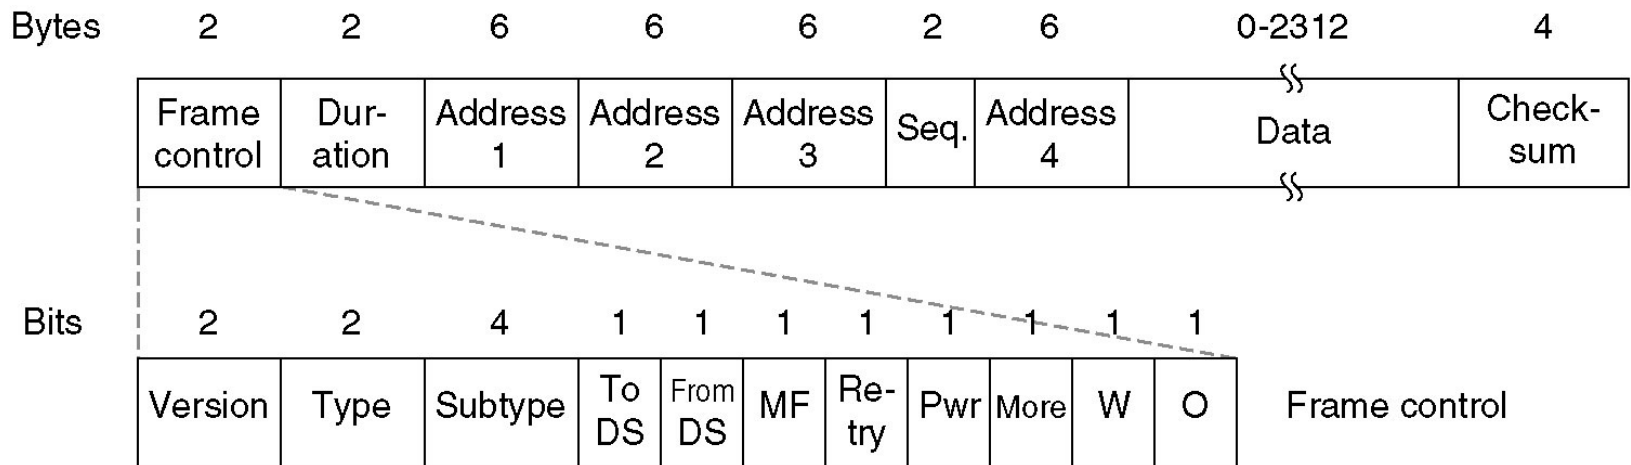 Bytes 2 2 6 6 6 2 6 0-2312 4
Frame control
Dur-
ation
Address 1
Address 2
Address 3
Seq.
Address 4
Data
Check-
sum
Bits 2 2 4 1 1 1 1 1 1 1 1
Version
Type
Subtype
To DS
From DS
MF
Re-
try
Pwr
More
W
O
Frame control